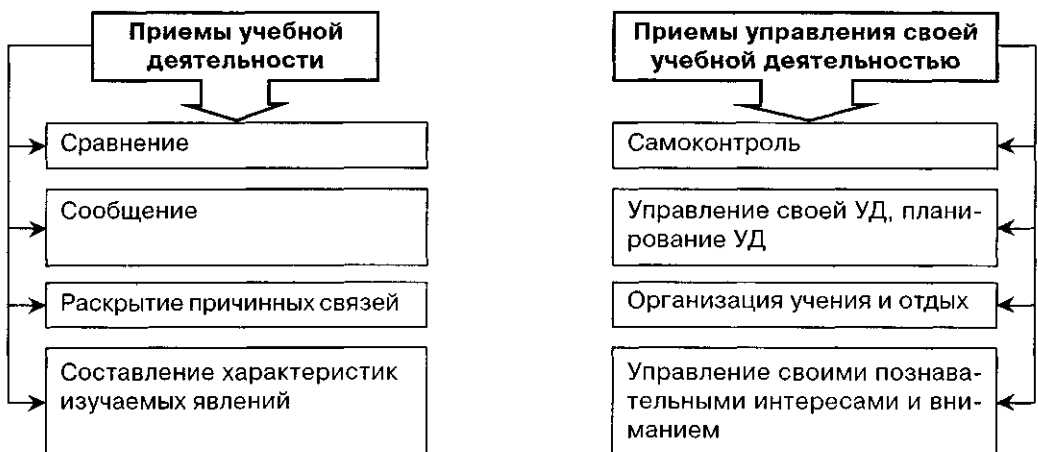 Приемы учебной
деятельности
Сравнение
Сообщение
Раскрытие причинных связей
Составление характеристик
изучаемых явлений
Приемы управления своей
учебной деятельностью
Самоконтроль
Управление своей УД, плани-
рование УД
Организация учения и отдых
Управление своими познава-
тельными интересами и вни-
манием